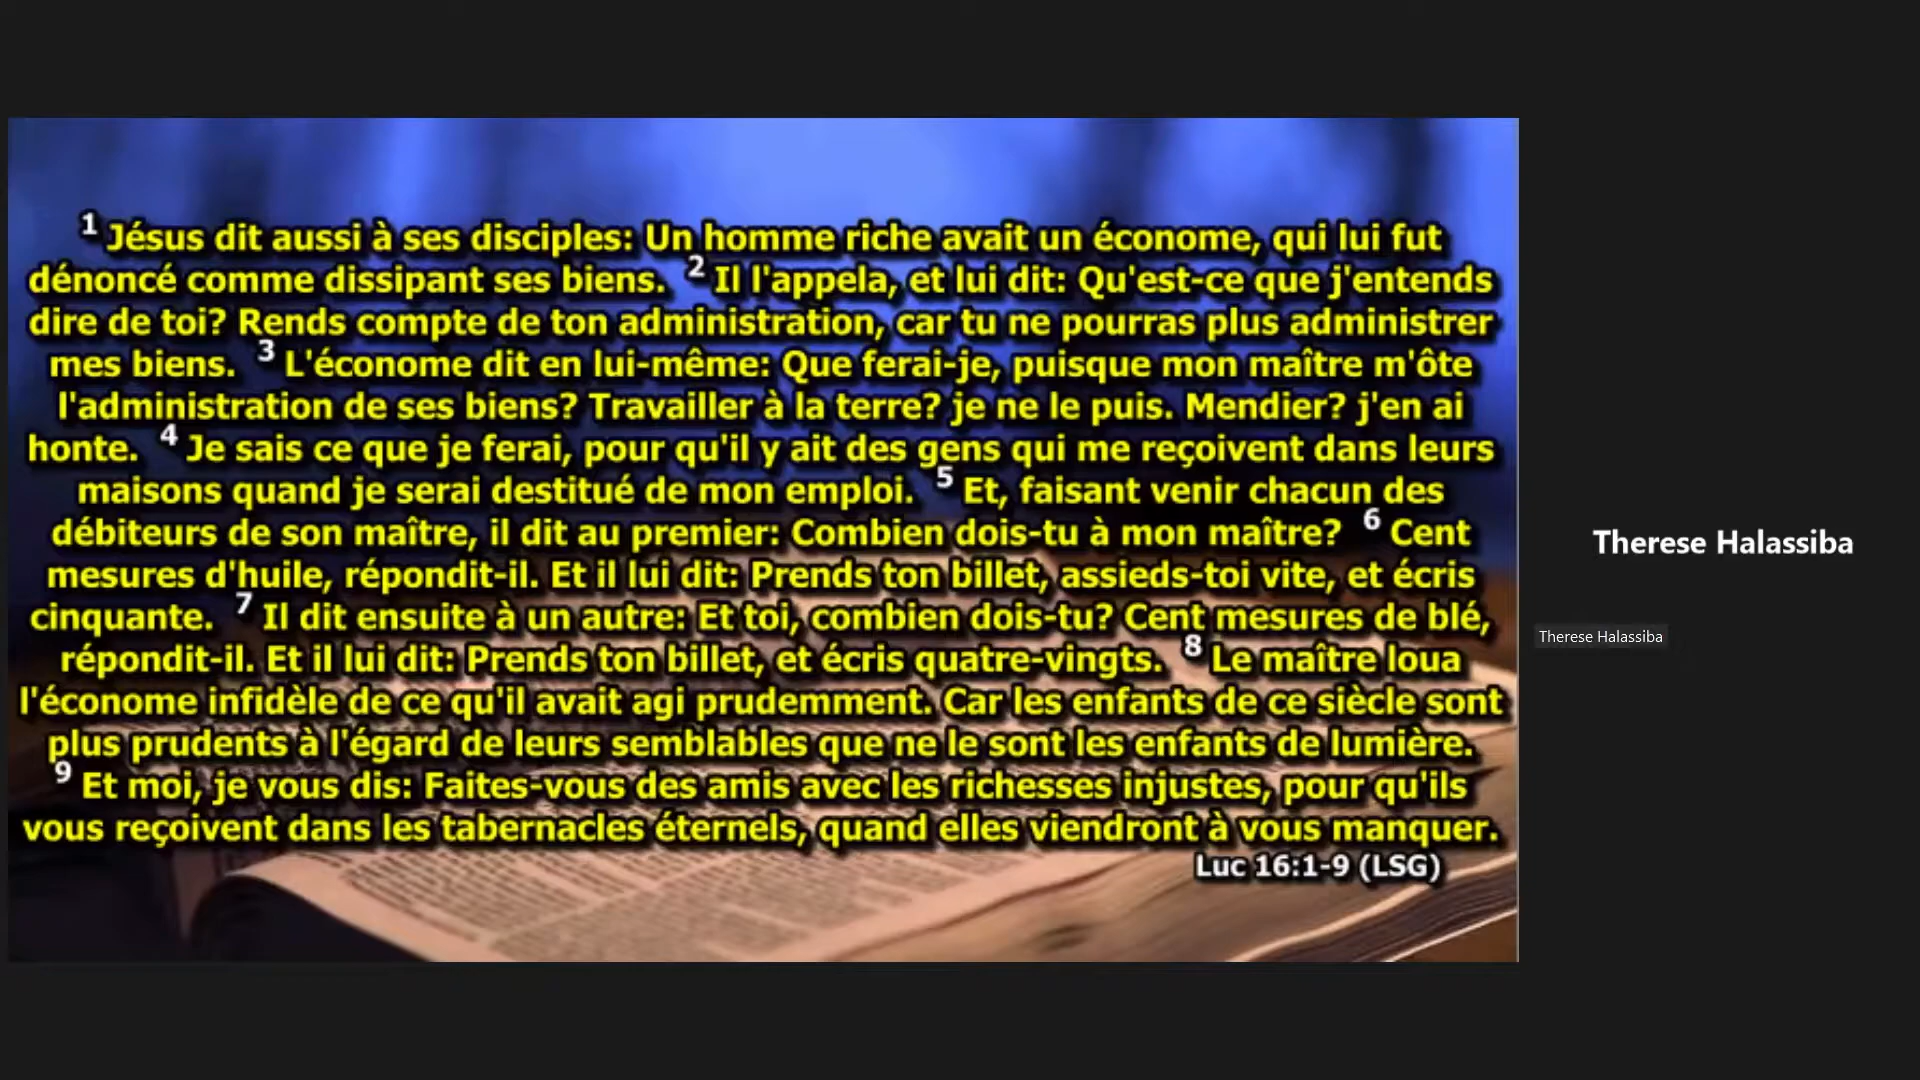 1 Jésus dit aussi à ses disciples: Un homme riche avait un économe, qui lui fut
dénoncé comme dissipant ses biens. 2 Il l'appela, et lui dit: Qu'est-ce que j'entends
dire de toi? Rends compte de ton administration, car tu ne pourras plus administrer
mes biens. 3 L'économe dit en lui-même: Que ferai-je, puisque mon maître m'ôte
l'administration de ses biens? Travailler à la terre? je ne le puis. Mendier? j'en ai
honte. 4 Je sais ce que je ferai, pour qu'il y ait des gens qui me reçoivent dans leurs
maisons quand je serai destitué de mon emploi. 5 Et, faisant venir chacun des
débiteurs de son maître, il dit au premier: Combien dois-tu à mon maître? 6 Cent
mesures d'huile, répondit-il. Et il lui dit: Prends ton billet, assieds-toi vite, et écris
cinquante. 7 Il dit ensuite à un autre: Et toi, combien dois-tu? Cent mesures de blé,
répondit-il. Et il lui dit: Prends ton billet, et écris quatre-vingts. 8 Le maître loua
l'économe infidèle de ce qu'il avait agi prudemment. Car les enfants de ce siècle sont
plus prudents à l'égard de leurs semblables que ne le sont les enfants de lumière.
9 Et moi, je vous dis: Faites-vous des amis avec les richesses injustes, pour qu'ils
vous reçoivent dans les tabernacles éternels, quand elles viendront à vous manquer.
Luc 16:1-9 (LSG)
Therese Halassiba
Therese Halassiba